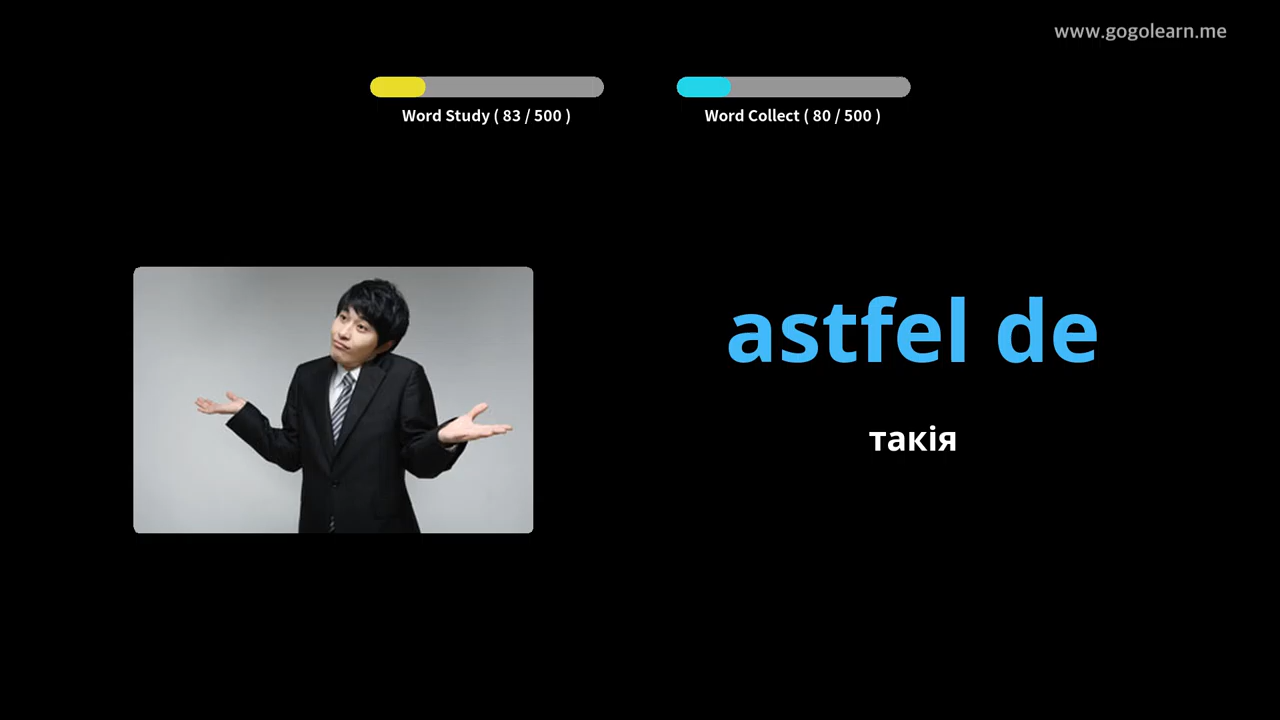 www.gogolearn.me
Word Study ( 83 / 500 )
Word Collect ( 80 / 500 )
astfel de
такія